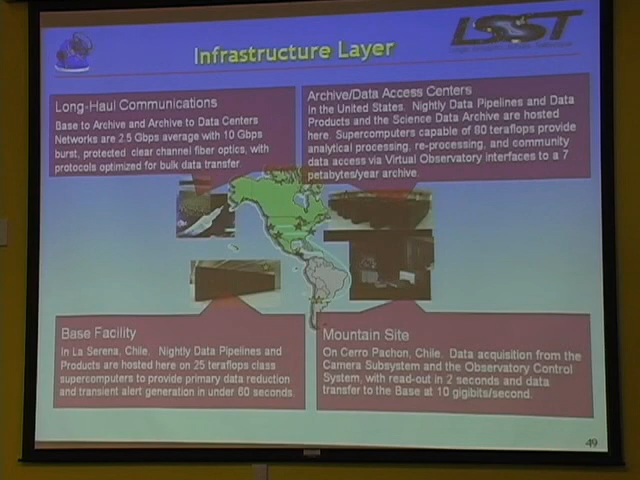 Infrastructure Layer
LSST
Long-Haul Communications
Base to Archive and Archive to Data Centers
Networks are 2.5 Gbps average with 10 Gbps
burst, protected clear channel fiber optics, with
protocols optimized for bulk data transfer
Archive/Data Access Centers
in the United States. Nightly Data Pipelines and Data
Products and the Science Data Archive are hosted
here. Supercomputers capable of 80 teraflops provide
analytical processing, re-processing, and community
data access via Virtual Observatory interfaces to a 7
petabytes/year archive.
Base Facility
In La Serena, Chile. Nightly Data Pipelines and
Products are hosted here on 25 teraflops class
supercomputers to provide primary data reduction
and transient alert generation in under 60 seconds.
Mountain Site
On Cerro Pachon, Chile. Data acquisition from the
Camera Subsystem and the Observatory Control
System, with read-out in 2 seconds and data
transfer to the Base at 10 gigibits/second.
49